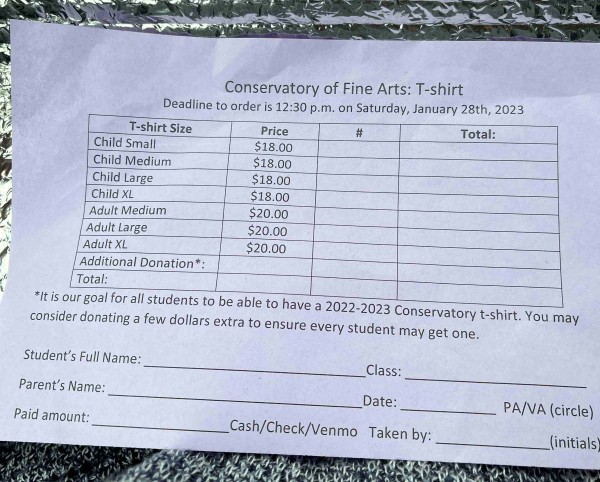 Conservatory of Fine Arts: T-shirt
Deadline to order is 12:30 p.m. on Saturday, January 28th, 2023
T-shirt Size Price # Total:
Child Small $18.00
Child Medium $18.00
Child Large $18.00
Child XL $18.00
Adult Medium $20.00
Adult Large $20.00
Adult XL $20.00
Additional Donation*:
Total:
*It is our goal for all students to be able to have a 2022-2023 Conservatory t-shirt. You may
consider donating a few dollars extra to ensure every student may get one.
Student's Full Name: Class:
Parent's Name: Date: PA/VA (circle)
Paid amount: Cash/Check/Venmo Taken by: (initials)